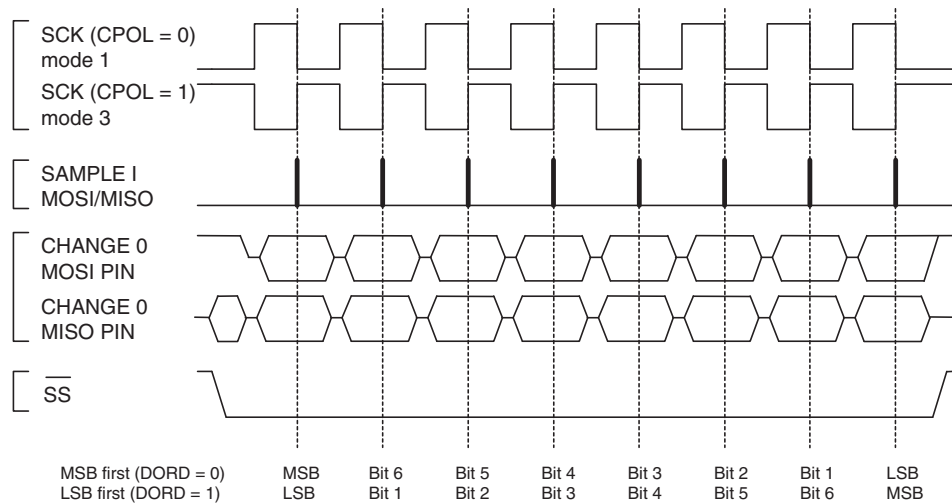 SCK (CPOL = 0)
mode 1
SCK (CPOL = 1)
mode 3
SAMPLE I
MOSI/MISO
CHANGE 0
MOSI PIN
CHANGE 0
MISO PIN
SS
MSB first (DORD = 0) MSB Bit 6 Bit 5 Bit 4 Bit 3 Bit 2 Bit 1 LSB
LSB first (DORD = 1) LSB Bit 1 Bit 2 Bit 3 Bit 4 Bit 5 Bit 6 MSB